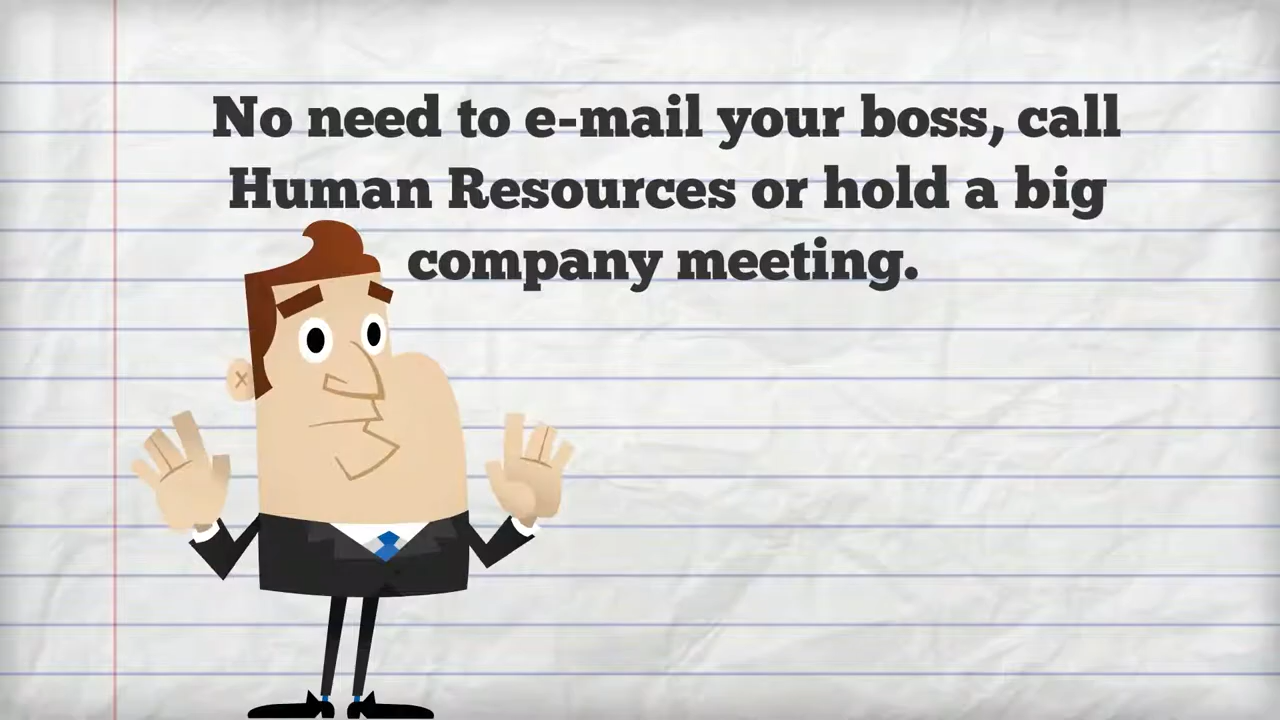 No need to e-mail your boss, call
Human Resources or hold a big
company meeting.